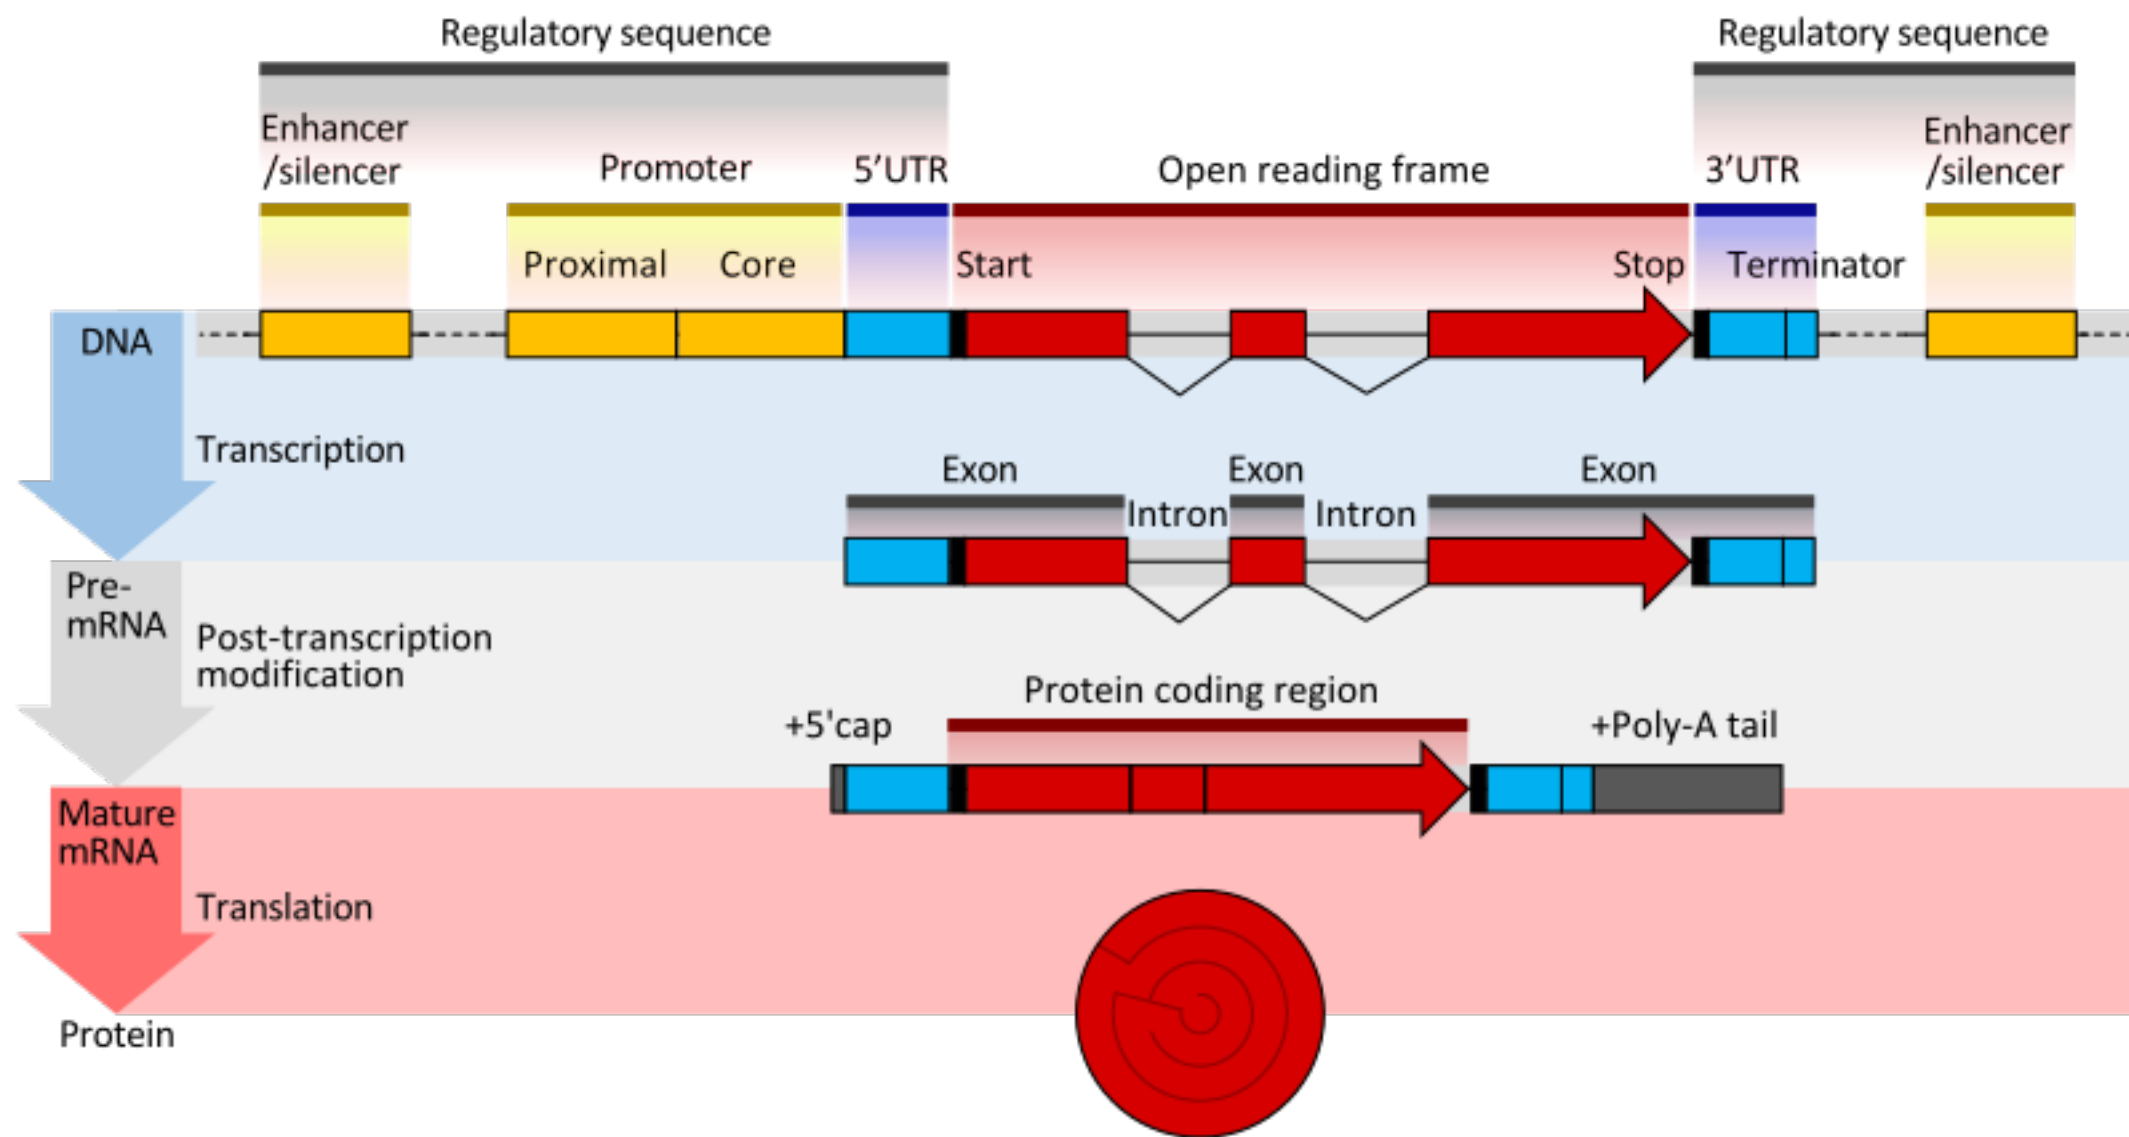 Regulatory sequence
Regulatory sequence
Enhancer
/silencer
Promoter
5’UTR
Open reading frame
3’UTR
Enhancer
/silencer
Proximal
Core
Start
Stop
Terminator
DNA
Transcription
Exon
Exon
Exon
Intron
Intron
Pre-
mRNA
Post-transcription
modification
Protein coding region
+5'cap
+Poly-A tail
Mature
mRNA
Translation
Protein